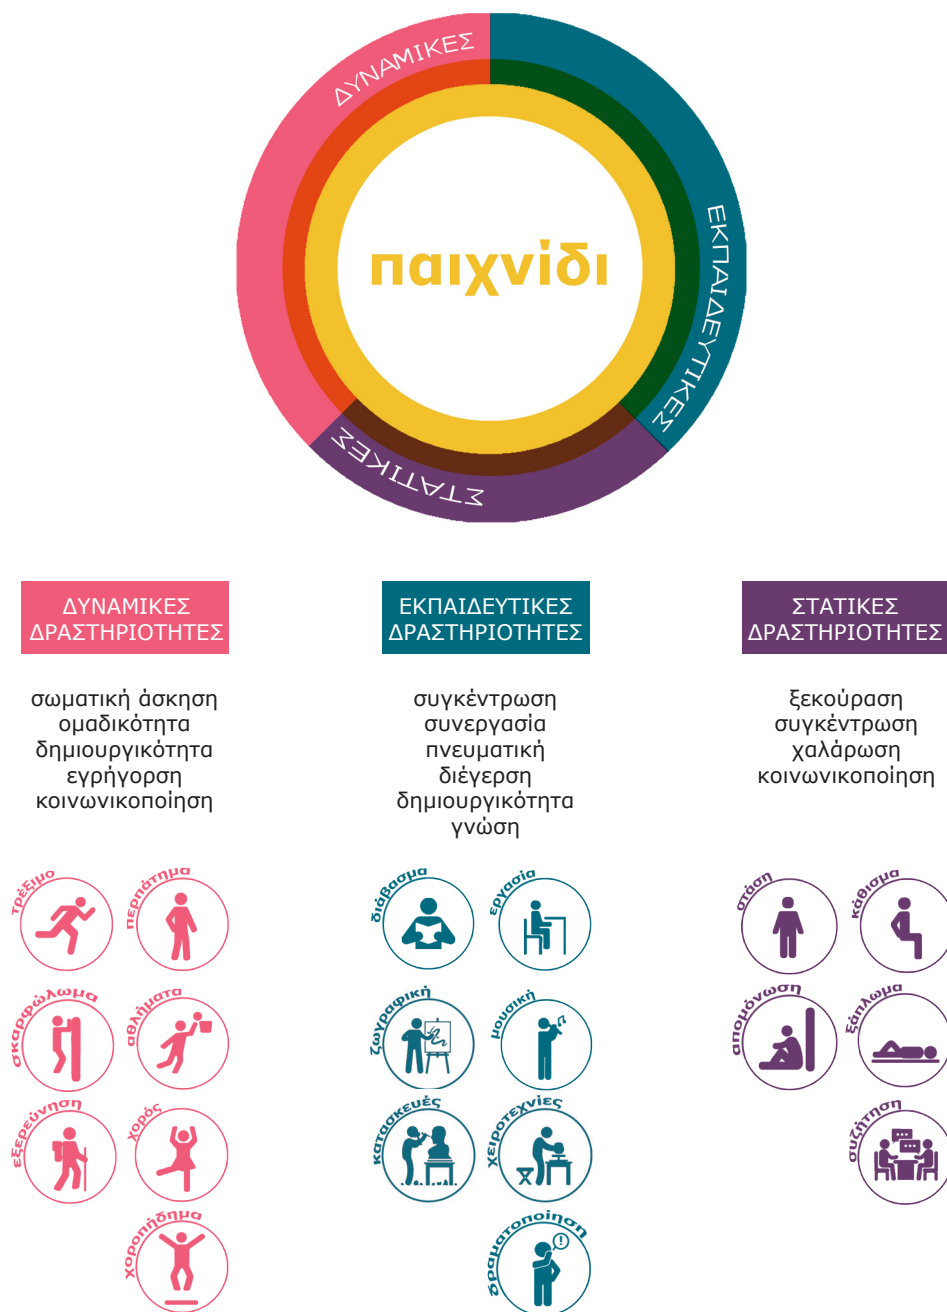 ΔΥΝΑΜΙΚΕΣ
ΕΚΠΑΙΔΕΥΤΙΚΕΣ
ΣΤΑΤΙΚΕΣ
παιχνίδι
ΔΥΝΑΜΙΚΕΣ
ΔΡΑΣΤΗΡΙΟΤΗΤΕΣ
σωματική άσκηση
ομαδικότητα
δημιουργικότητα
εγρήγορση
κοινωνικοποίηση
τρέξιμο
περπάτημα
σκαρφώλωμα
αθλήματα
εξερεύνηση
χορός
χοροπήδημα
ΕΚΠΑΙΔΕΥΤΙΚΕΣ
ΔΡΑΣΤΗΡΙΟΤΗΤΕΣ
συγκέντρωση
συνεργασία
πνευματική
διέγερση
δημιουργικότητα
γνώση
διάβασμα
εργασία
ζωγραφική
μουσική
κατασκευές
χειροτεχνίες
δραματοποίηση
ΣΤΑΤΙΚΕΣ
ΔΡΑΣΤΗΡΙΟΤΗΤΕΣ
ξεκούραση
συγκέντρωση
χαλάρωση
κοινωνικοποίηση
στάση
κάθισμα
απομόνωση
ξάπλωμα
συζήτηση